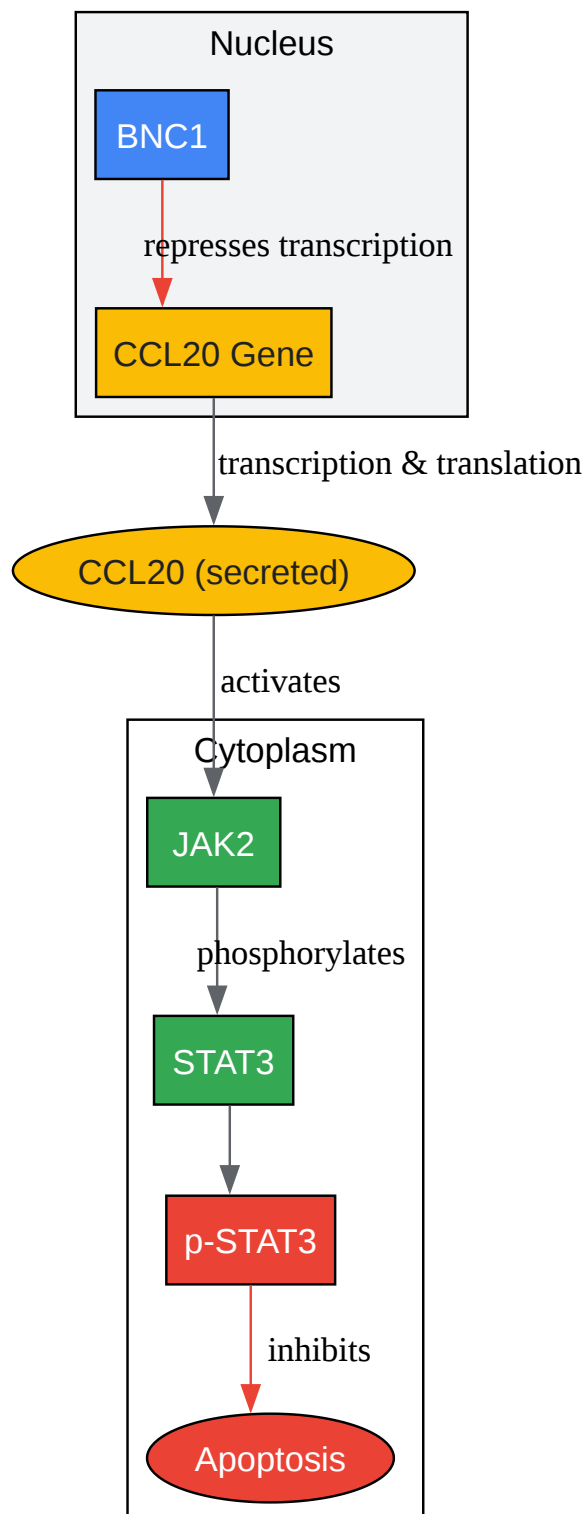 Nucleus
BNC1
represses transcription
CCL20 Gene
transcription & translation
CCL20 (secreted)
activates
Cytoplasm
JAK2
phosphorylates
STAT3
p-STAT3
inhibits
Apoptosis